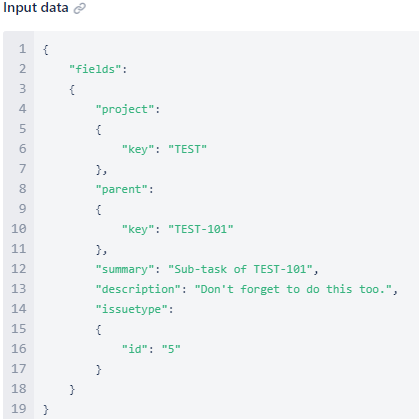 Input data
1 {
2     "fields":
3     {
4         "project":
5         {
6             "key": "TEST"
7         },
8         "parent":
9         {
10             "key": "TEST-101"
11         },
12         "summary": "Sub-task of TEST-101",
13         "description": "Don't forget to do this too.",
14         "issuetype":
15         {
16             "id": "5"
17         }
18     }
19 }